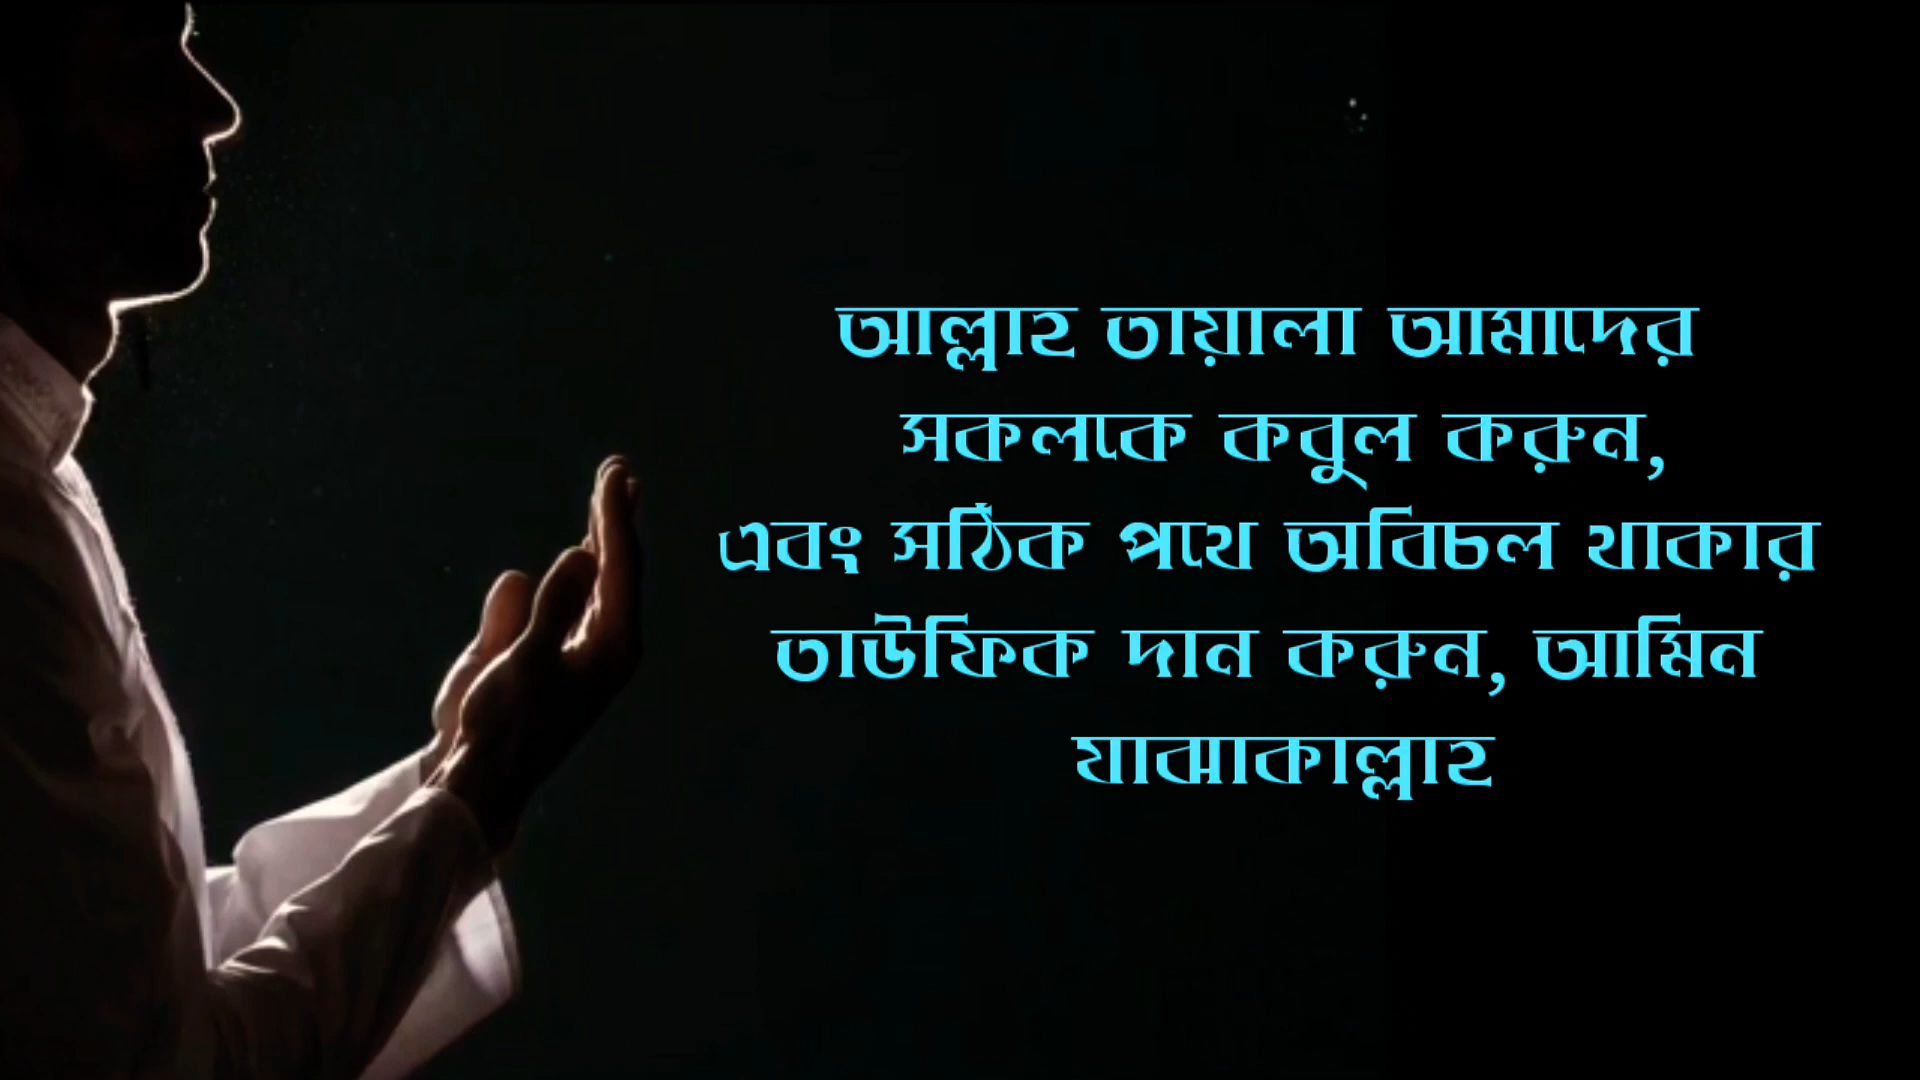 আল্লাহ তায়ালা আমাদের
সকলকে কবুল করুন,
এবং সঠিক পথে অবিচল থাকার
তাউফিক দান করুন, আমিন
যাঝাকাল্লাহ